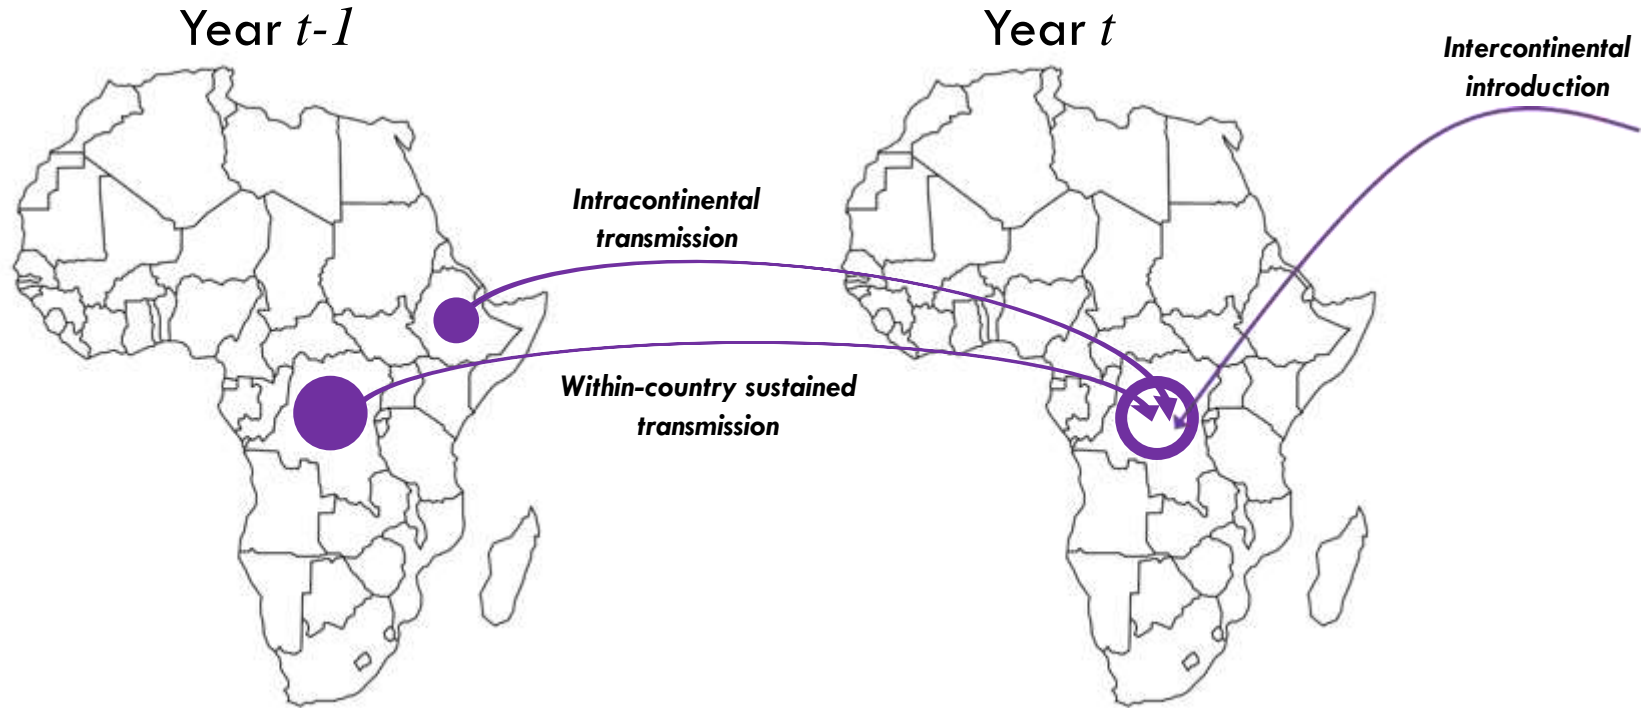 Year t-1
Year t
Intercontinental
introduction
Intracontinental
transmission
Within-country sustained
transmission